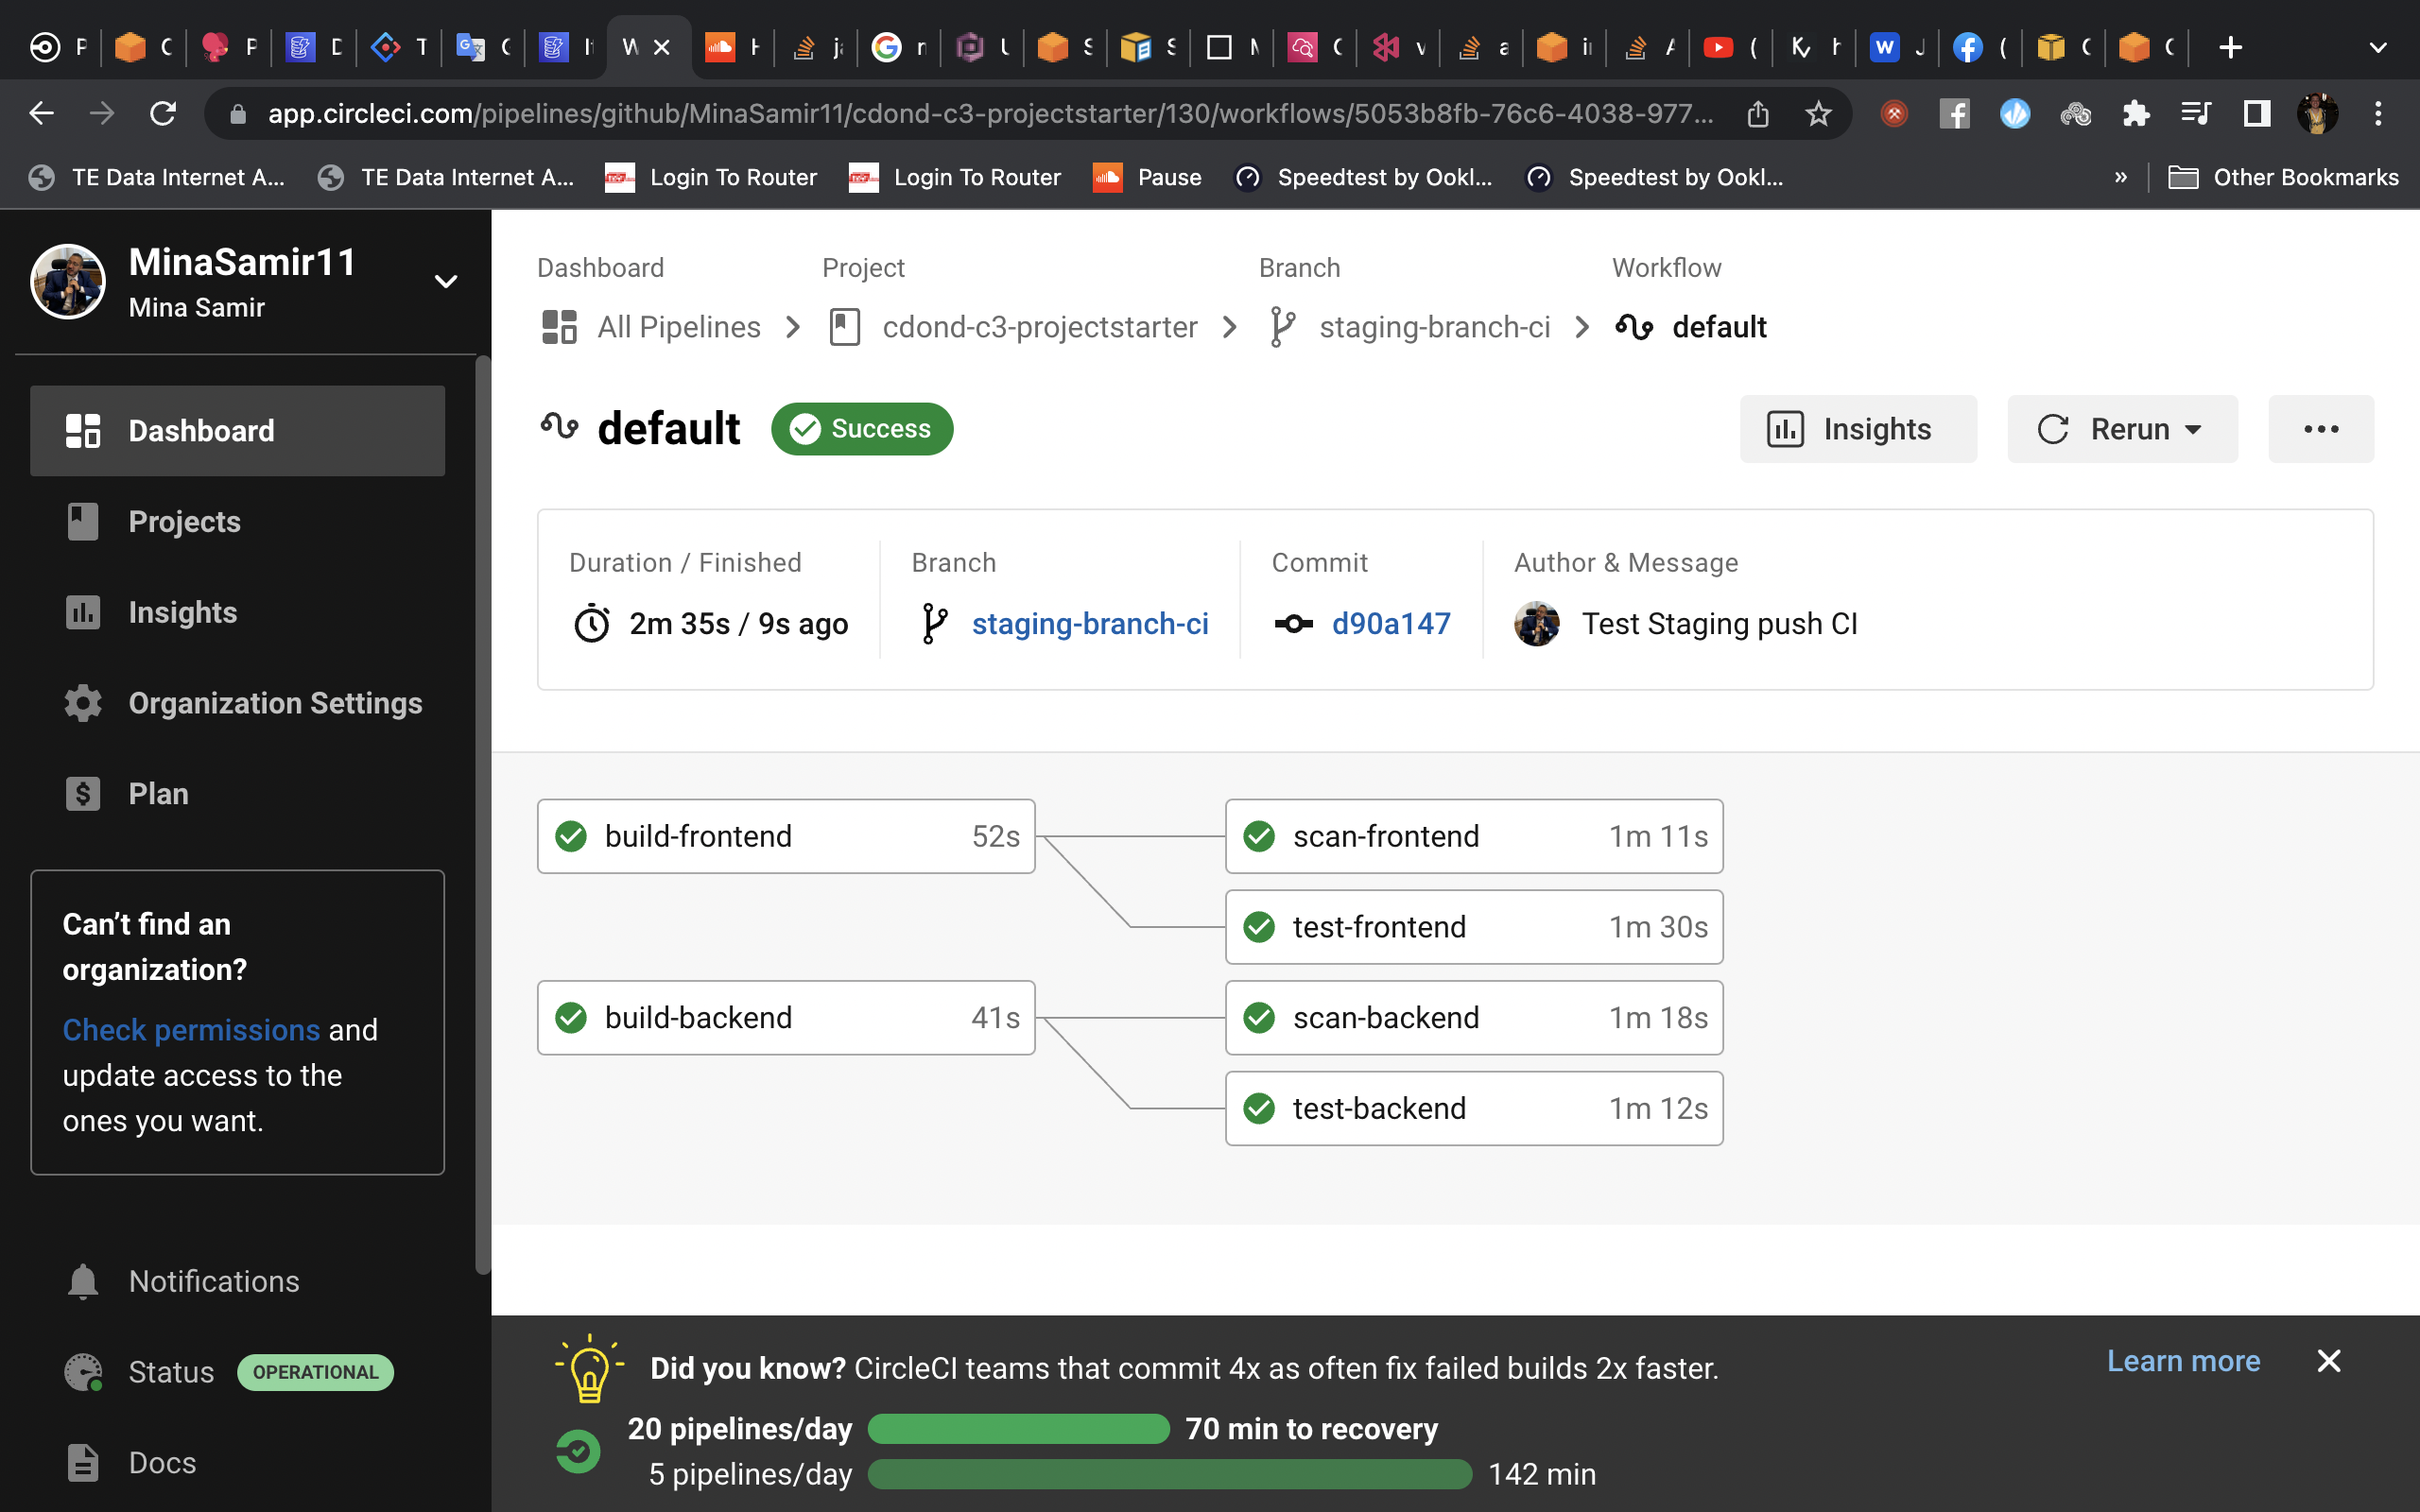 app.circleci.com/pipelines/github/MinaSamir11/cdond-c3-projectstarter/130/workflows/5053b8fb-76c6-4038-977...
TE Data Internet A...
TE Data Internet A...
Login To Router
Login To Router
Pause
Speedtest by Ookl...
Speedtest by Ookl...
»
Other Bookmarks
MinaSamir11
Mina Samir
Dashboard
Projects
Insights
Organization Settings
Plan
Can’t find an
organization?
Check permissions and
update access to the
ones you want.
Notifications
Status
OPERATIONAL
Docs
Dashboard
Project
Branch
Workflow
All Pipelines
cdond-c3-projectstarter
staging-branch-ci
default
default
Success
Insights
Rerun
Duration / Finished
2m 35s / 9s ago
Branch
staging-branch-ci
Commit
d90a147
Author & Message
Test Staging push CI
build-frontend 52s
scan-frontend 1m 11s
test-frontend 1m 30s
build-backend 41s
scan-backend 1m 18s
test-backend 1m 12s
Did you know? CircleCI teams that commit 4x as often fix failed builds 2x faster.
Learn more
20 pipelines/day 70 min to recovery
5 pipelines/day 142 min